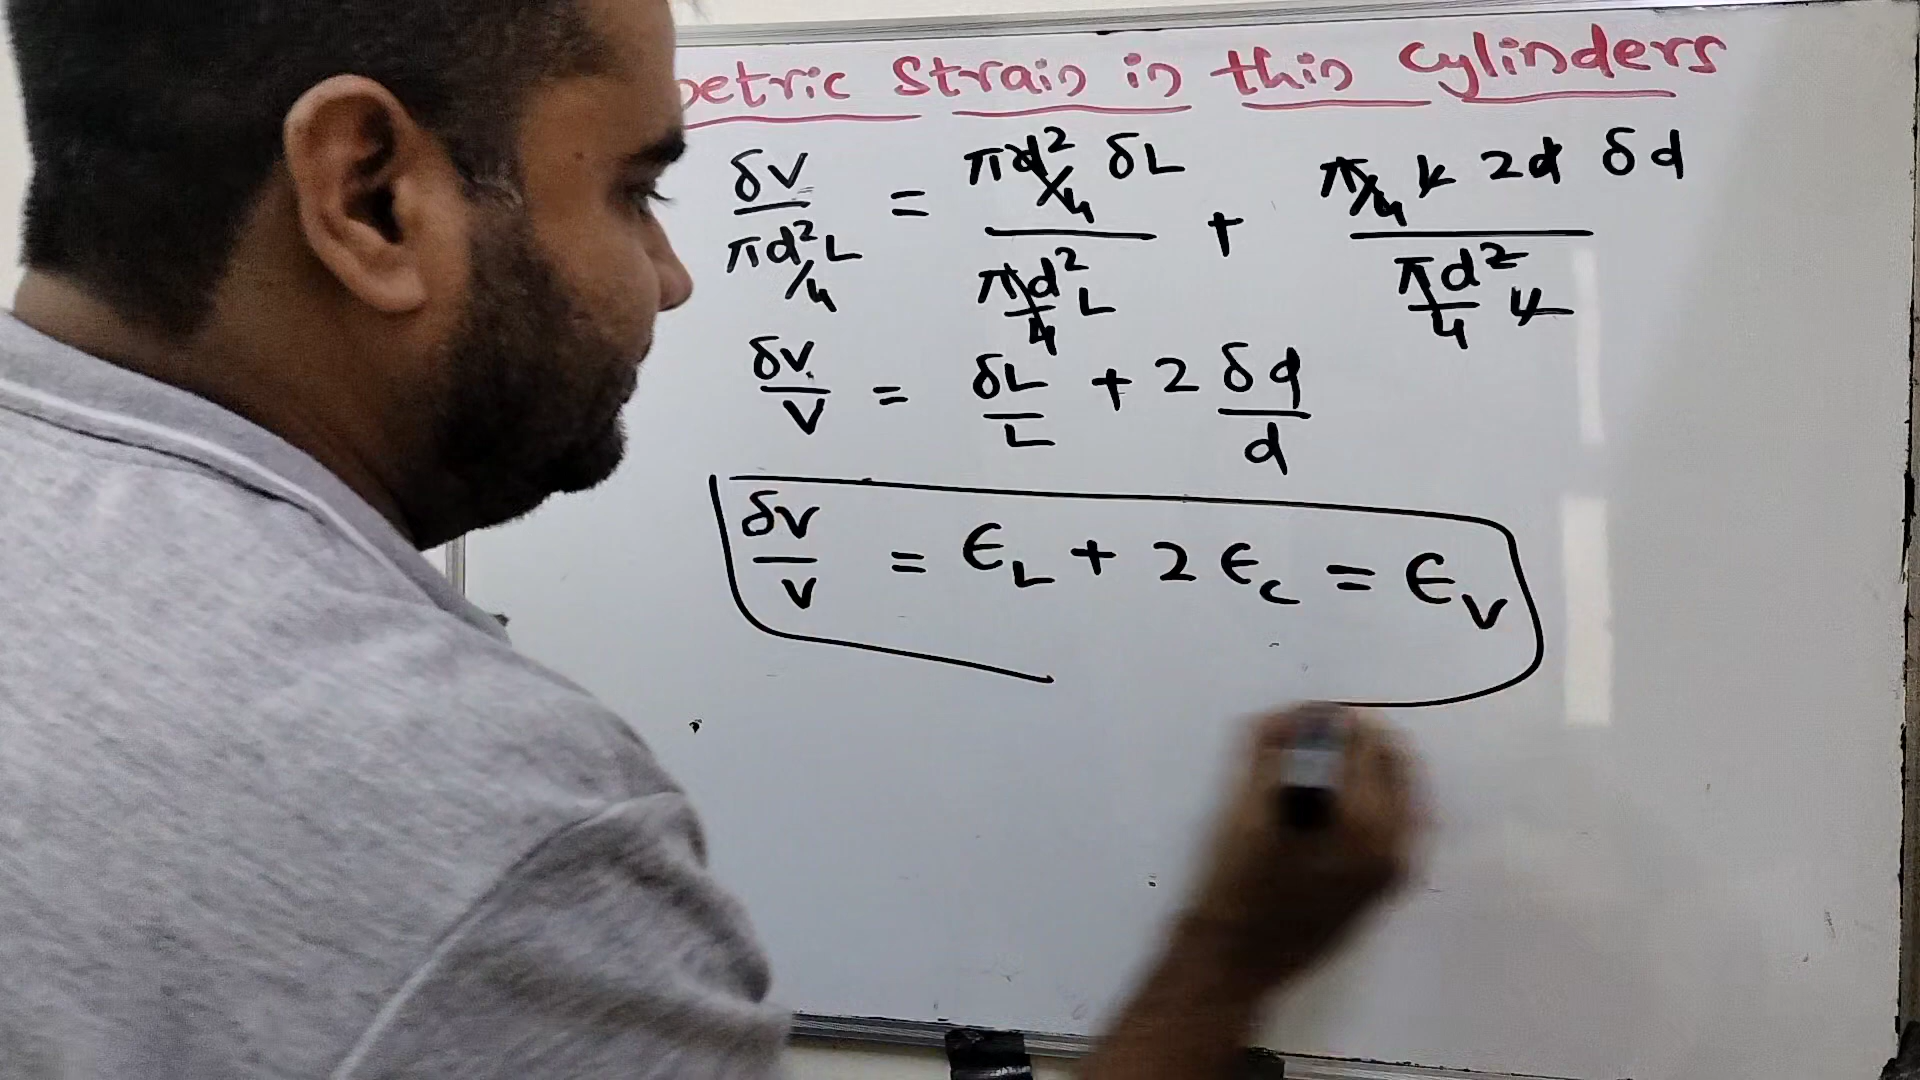 etric Strain in thin cylinders
δV / (πd²/4 L) = (πd²/4 δL) / (πd²/4 L) + (π/4 L 2d δd) / (πd²/4 L)
δV/V = δL/L + 2 δd/d
δV/V = ϵ_L + 2 ϵ_c = ϵ_v